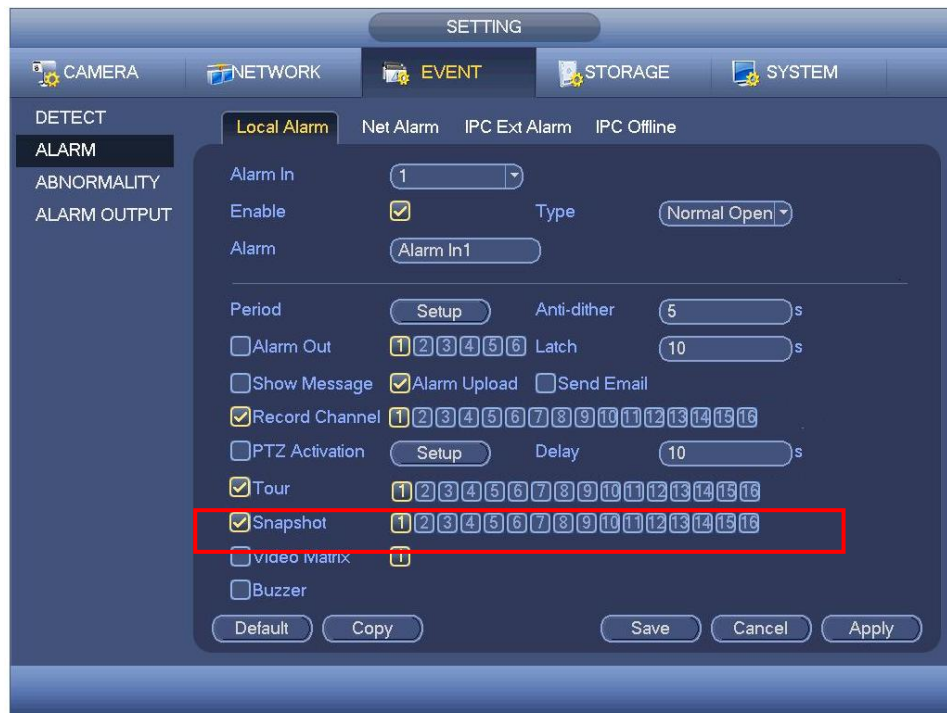 SETTING
CAMERA NETWORK EVENT STORAGE SYSTEM
DETECT
ALARM
ABNORMALITY
ALARM OUTPUT
Local Alarm Net Alarm IPC Ext Alarm IPC Offline
Alarm In 1
Enable Type Normal Open
Alarm Alarm In1
Period Setup Anti-dither 5 s
Alarm Out 1 2 3 4 5 6 Latch 10 s
Show Message Alarm Upload Send Email
Record Channel 1 2 3 4 5 6 7 8 9 10 11 12 13 14 15 16
PTZ Activation Setup Delay 10 s
Tour 1 2 3 4 5 6 7 8 9 10 11 12 13 14 15 16
Snapshot 1 2 3 4 5 6 7 8 9 10 11 12 13 14 15 16
Video Matrix 1
Buzzer
Default Copy Save Cancel Apply